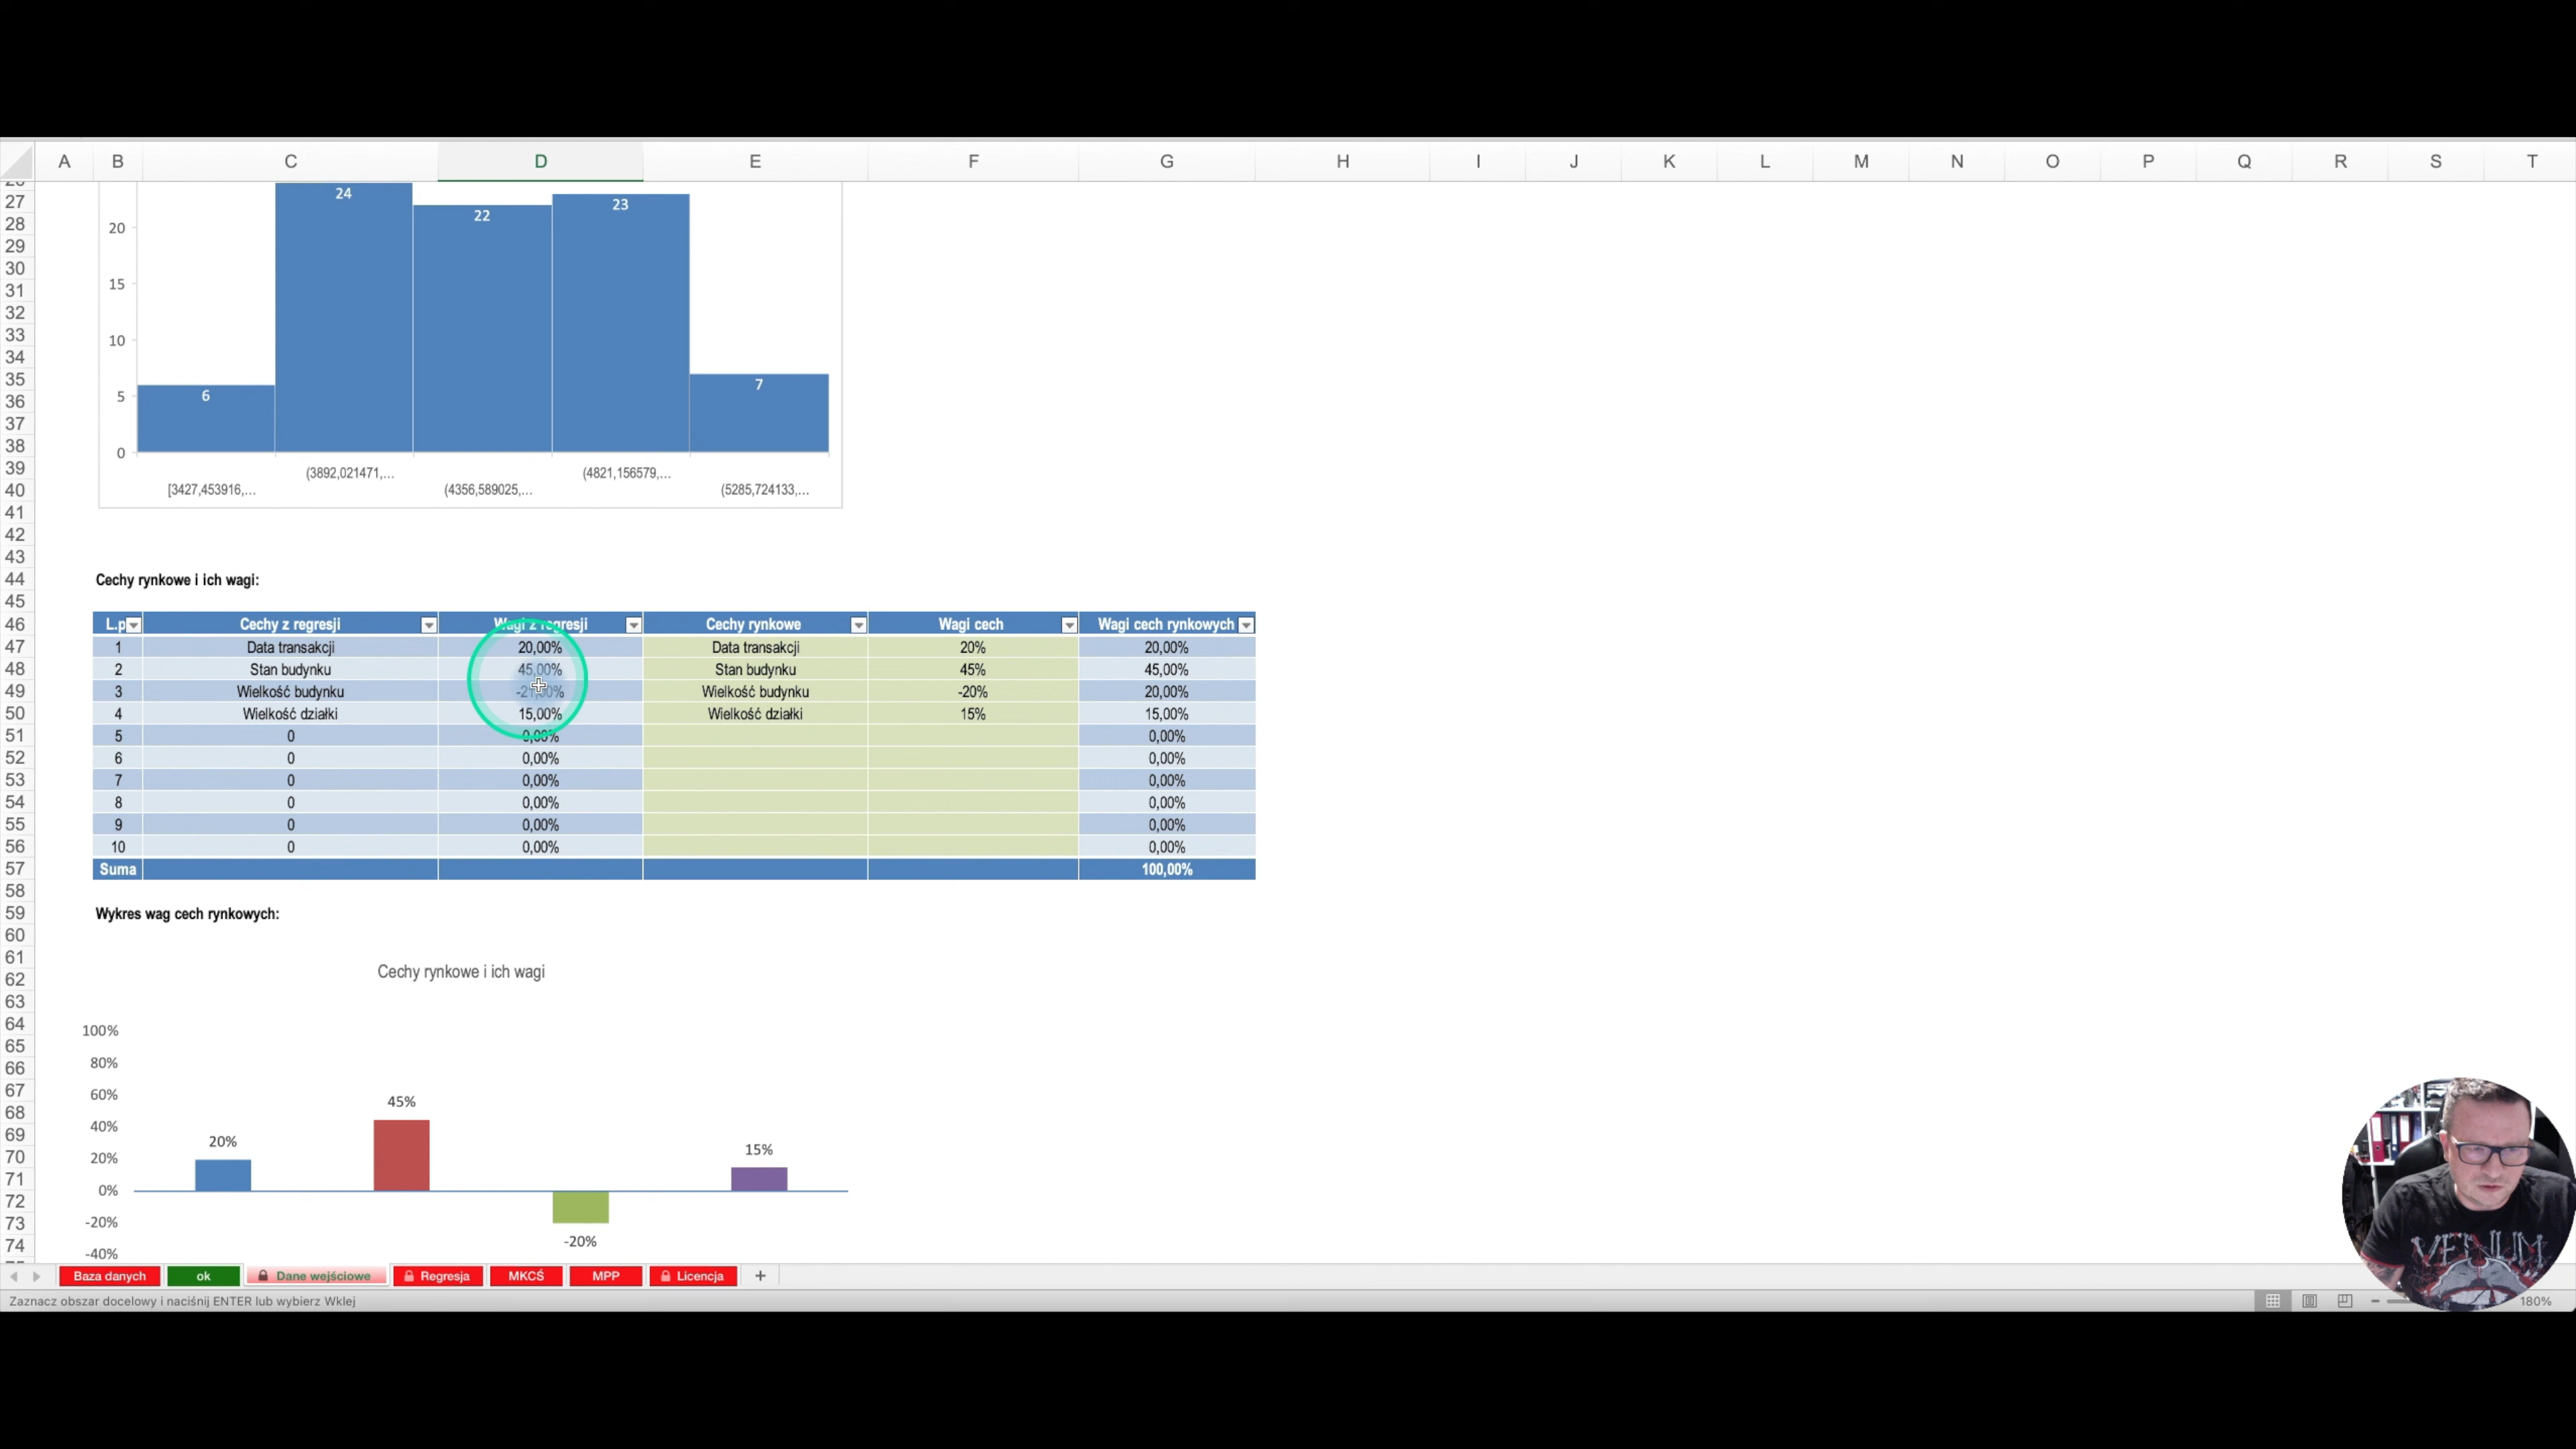 A B C D E F G H I J K L M N O P Q R S T
27 24 23
28 20 22
29
30
31 15
32
33
34 10
35
36 5 6 7
37
38
39 0 (3892,021471,... (4821,156579,...
40 [3427,453916,... (4356,589025,... (5285,724133,...
41
42
43
44 Cechy rynkowe i ich wagi:
45
46 L.p Cechy z regresji Wagi z regresji Cechy rynkowe Wagi cech Wagi cech rynkowych
47 1 Data transakcji 20,00% Data transakcji 20% 20,00%
48 2 Stan budynku 45,00% Stan budynku 45% 45,00%
49 3 Wielkość budynku Wielkość budynku -20% 20,00%
50 4 Wielkość działki 15,00% Wielkość działki 15% 15,00%
51 5 0 0,00% 0,00%
52 6 0 0,00% 0,00%
53 7 0 0,00% 0,00%
54 8 0 0,00% 0,00%
55 9 0 0,00% 0,00%
56 10 0 0,00% 0,00%
57 Suma 100,00%
58
59 Wykres wag cech rynkowych:
60
61
62 Cechy rynkowe i ich wagi
63
64 100%
65
66 80%
67 60%
68 45%
69 40%
70 20% 20% 15%
71
72 0%
73 -20%
74 -40% -20%
Baza danych ok Dane wejściowe Regresja MKCŚ MPP Licencja +
Zaznacz obszar docelowy i naciśnij ENTER lub wybierz Wklej 180%
VENUM